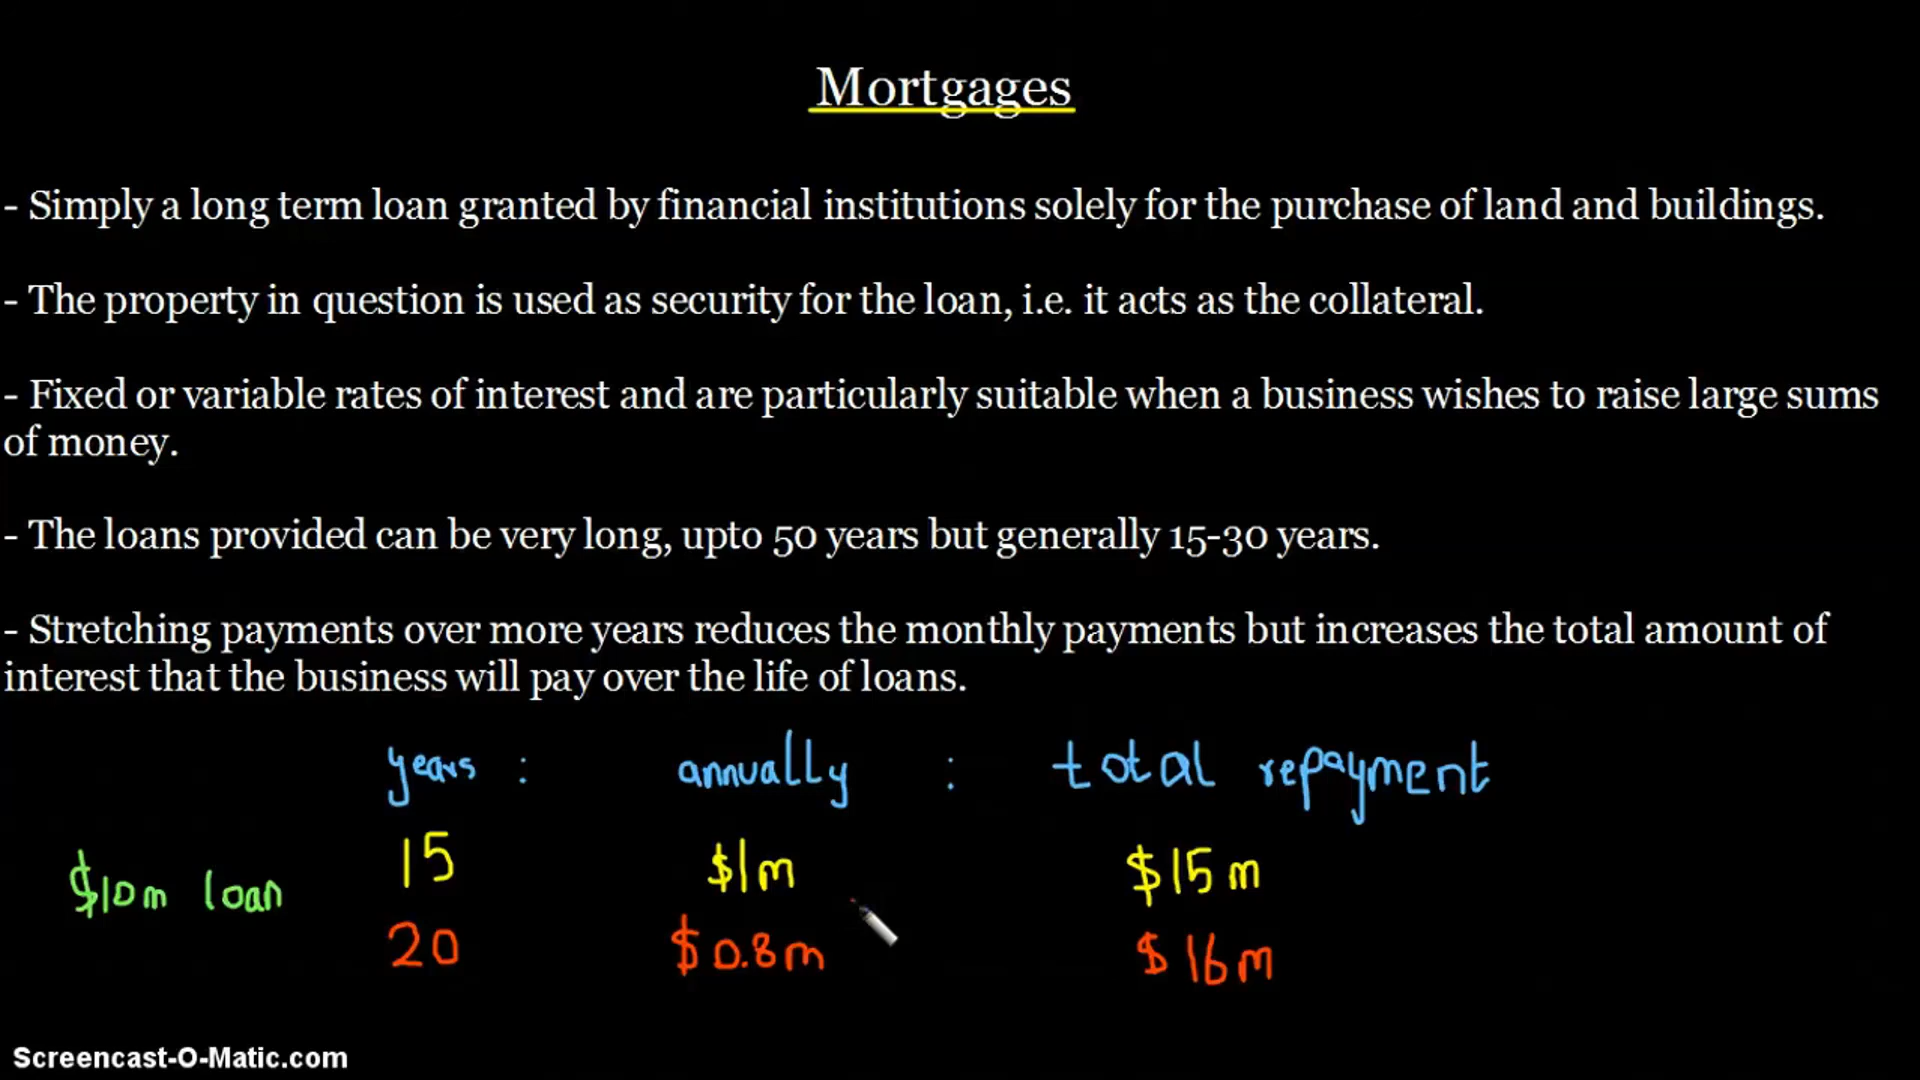 Mortgages
- Simply a long term loan granted by financial institutions solely for the purchase of land and buildings.
- The property in question is used as security for the loan, i.e. it acts as the collateral.
- Fixed or variable rates of interest and are particularly suitable when a business wishes to raise large sums
of money.
- The loans provided can be very long, upto 50 years but generally 15-30 years.
- Stretching payments over more years reduces the monthly payments but increases the total amount of
interest that the business will pay over the life of loans.
years : annually : total repayment
15 $1m $15m
$10m loan
20 $0.8m $16m
Screencast-O-Matic.com